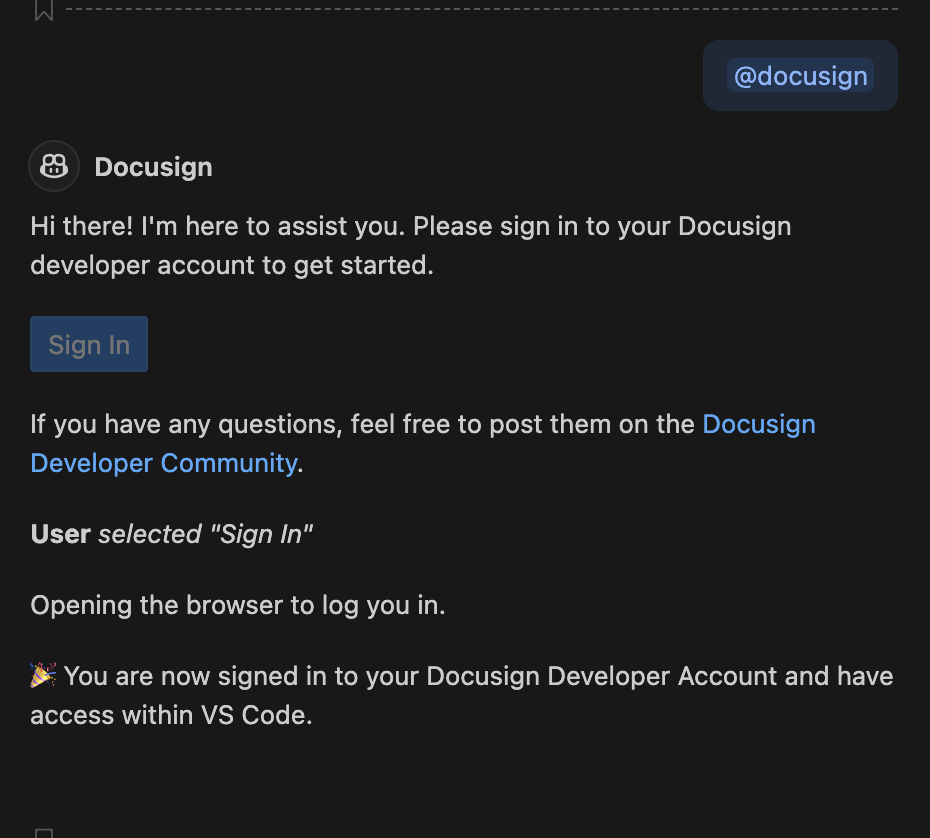 @docusign
Docusign
Hi there! I'm here to assist you. Please sign in to your Docusign
developer account to get started.
Sign In
If you have any questions, feel free to post them on the Docusign
Developer Community.
User selected "Sign In"
Opening the browser to log you in.
🎉 You are now signed in to your Docusign Developer Account and have
access within VS Code.